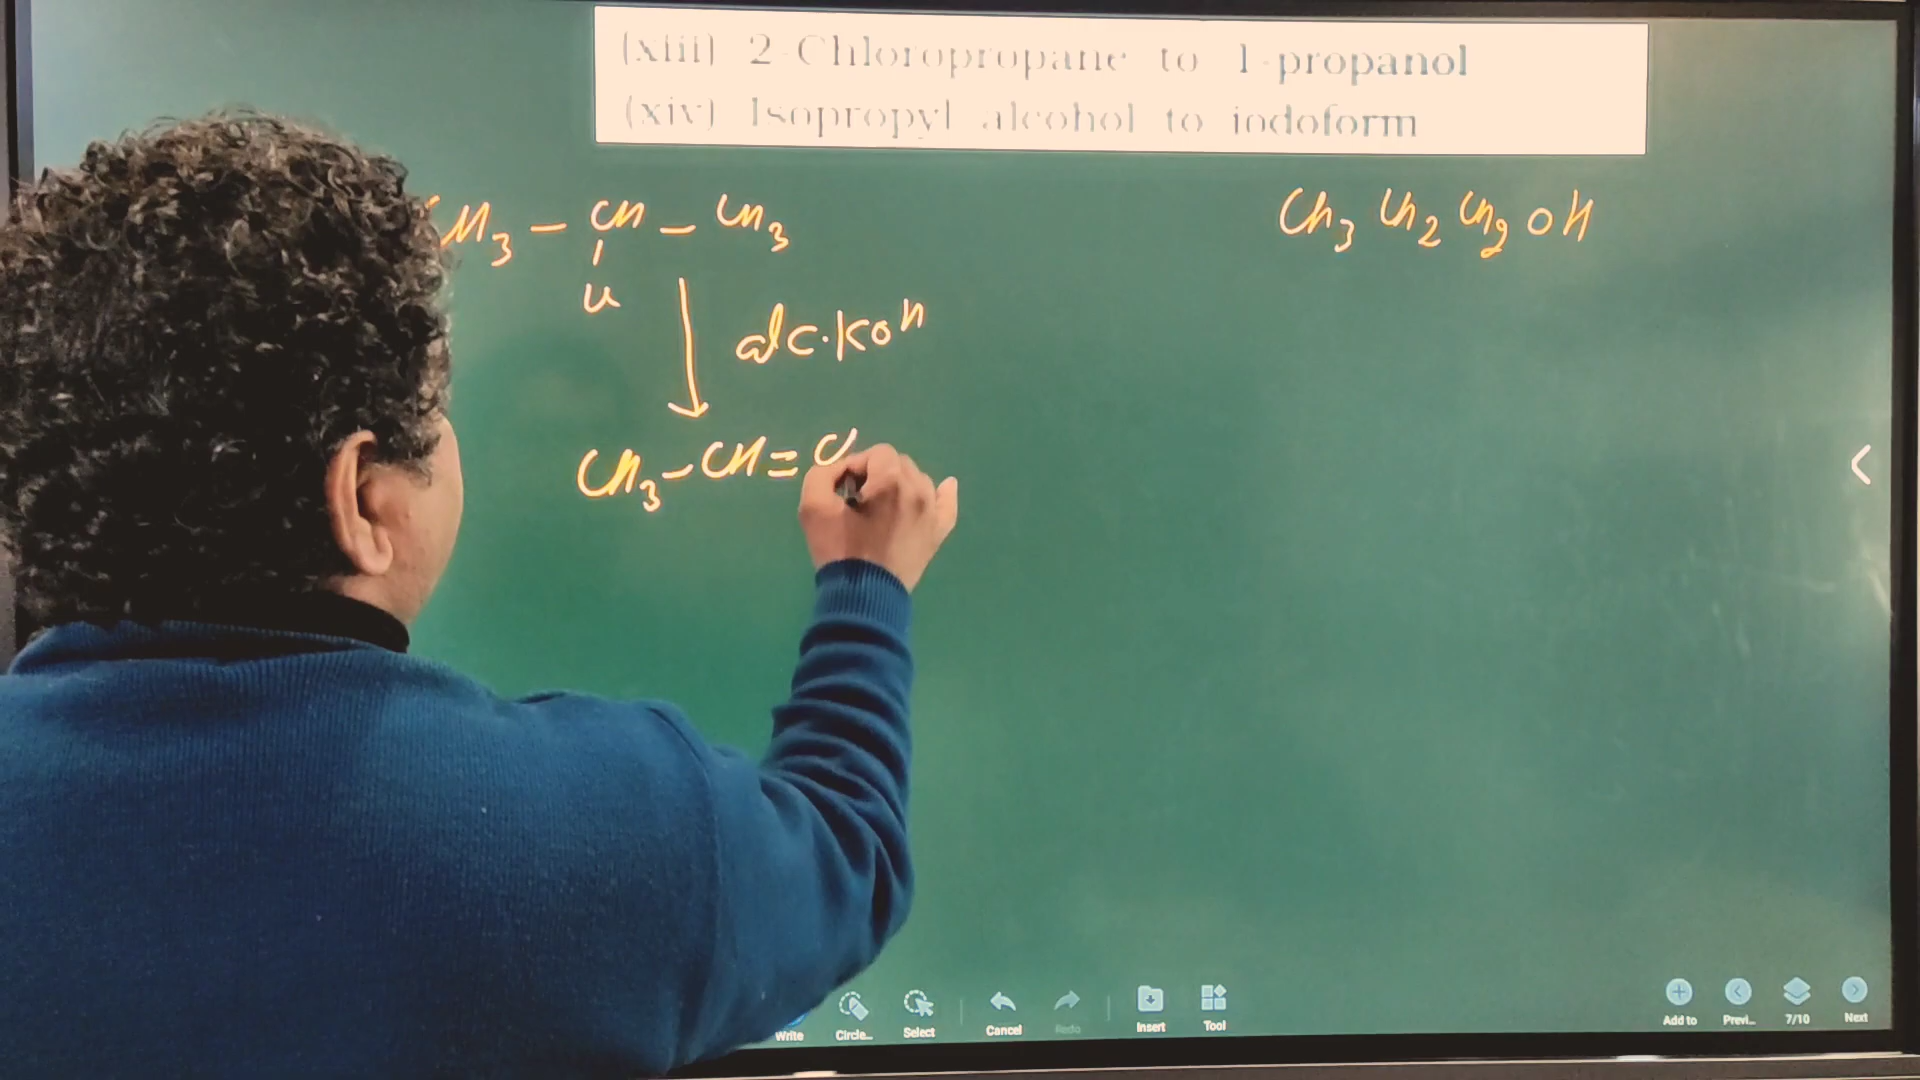 (xiii) 2-Chloropropane to 1-propanol
(xiv) Isopropyl alcohol to iodoform
CH3 – CH – CH3
Cl
CH3 CH2 CH2 OH
alc. KOH
CH3 – CH = C
Write Circle... Select Cancel Redo Insert Tool Add to Previ... 7/10 Next